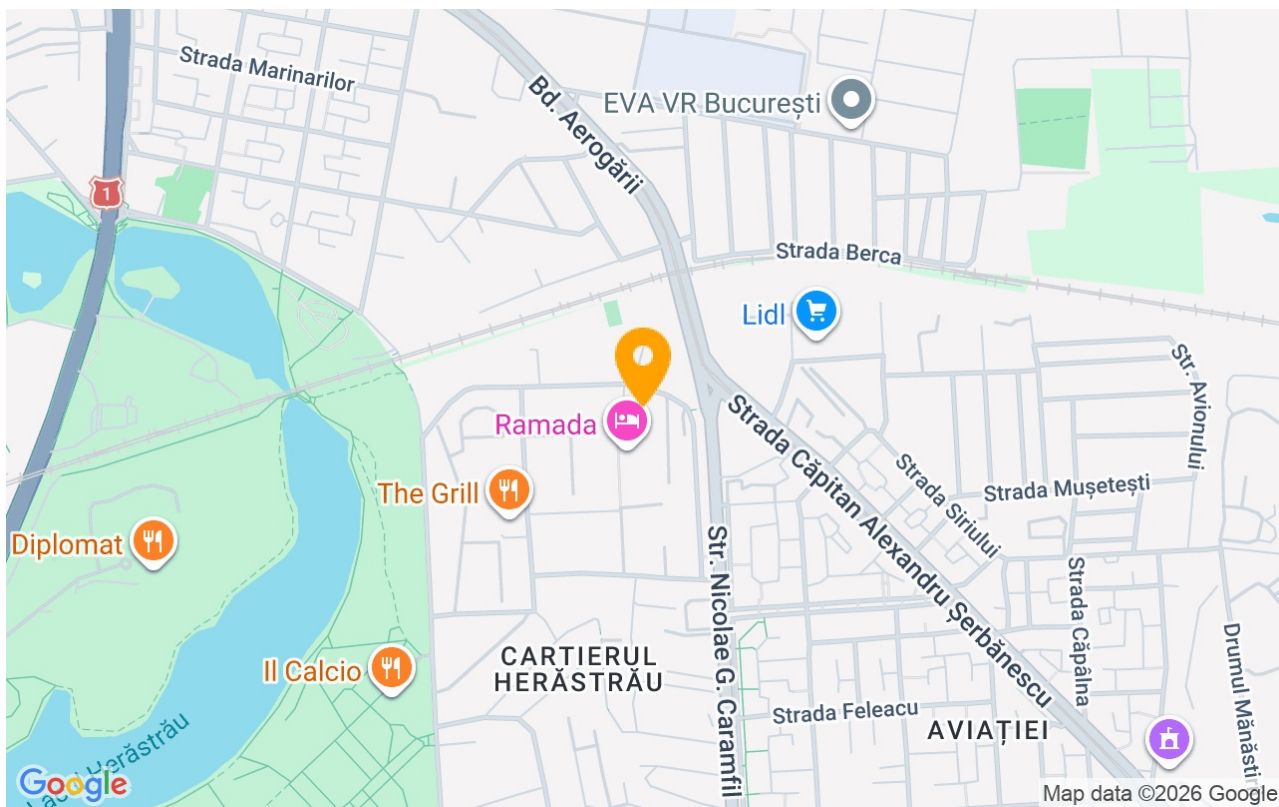 Strada Marinarilor
Bd. Aerogării
EVA VR București
1
Strada Berca
Lidl
Str. Avionului
Ramada
Strada Căpitan Alexandru Șerbănescu
The Grill
Strada Siriului
Strada Mușetești
Diplomat
Str. Nicolae G. Caramfil
Strada Căpâlna
Drumul Mănăstir
CARTIERUL
HERĂSTRĂU
Il Calcio
Strada Feleacu
AVIAȚIEI
Lacul Herăstrău
Google
Map data ©2026 Google